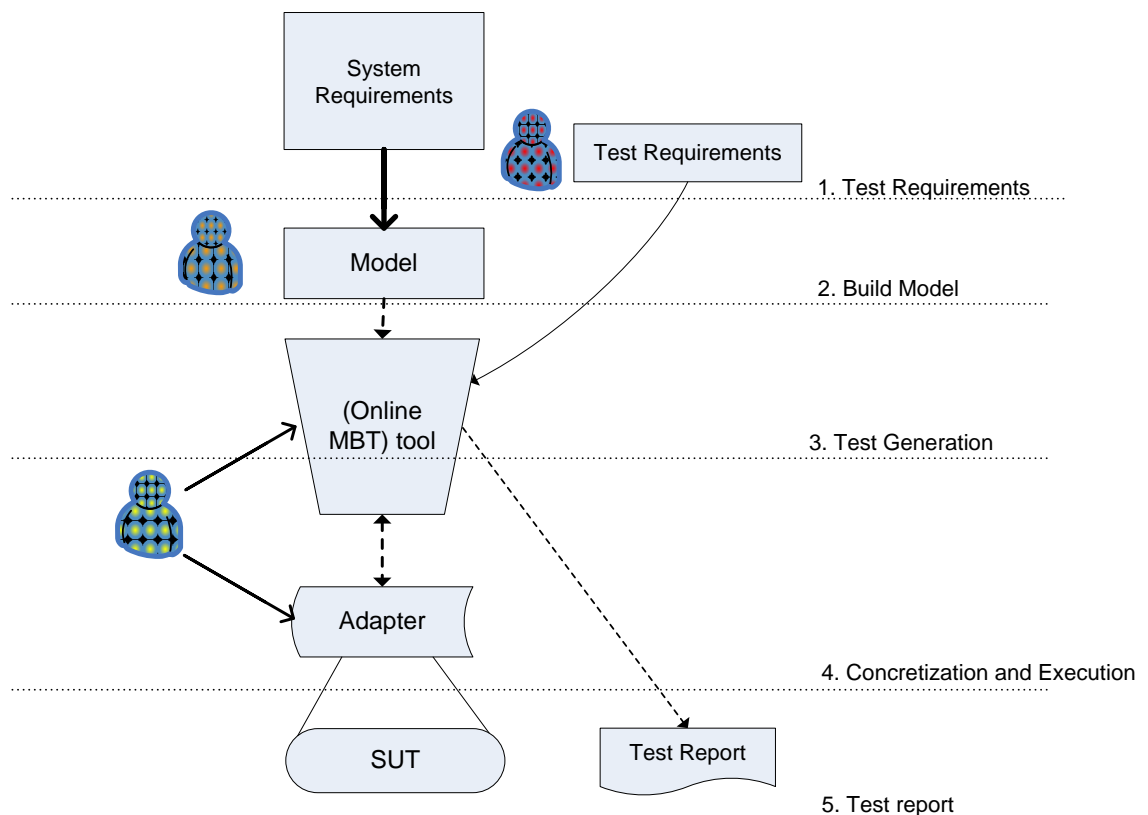 System
Requirements
Test Requirements
1. Test Requirements
Model
2. Build Model
(Online
MBT) tool
3. Test Generation
Adapter
4. Concretization and Execution
SUT
Test Report
5. Test report